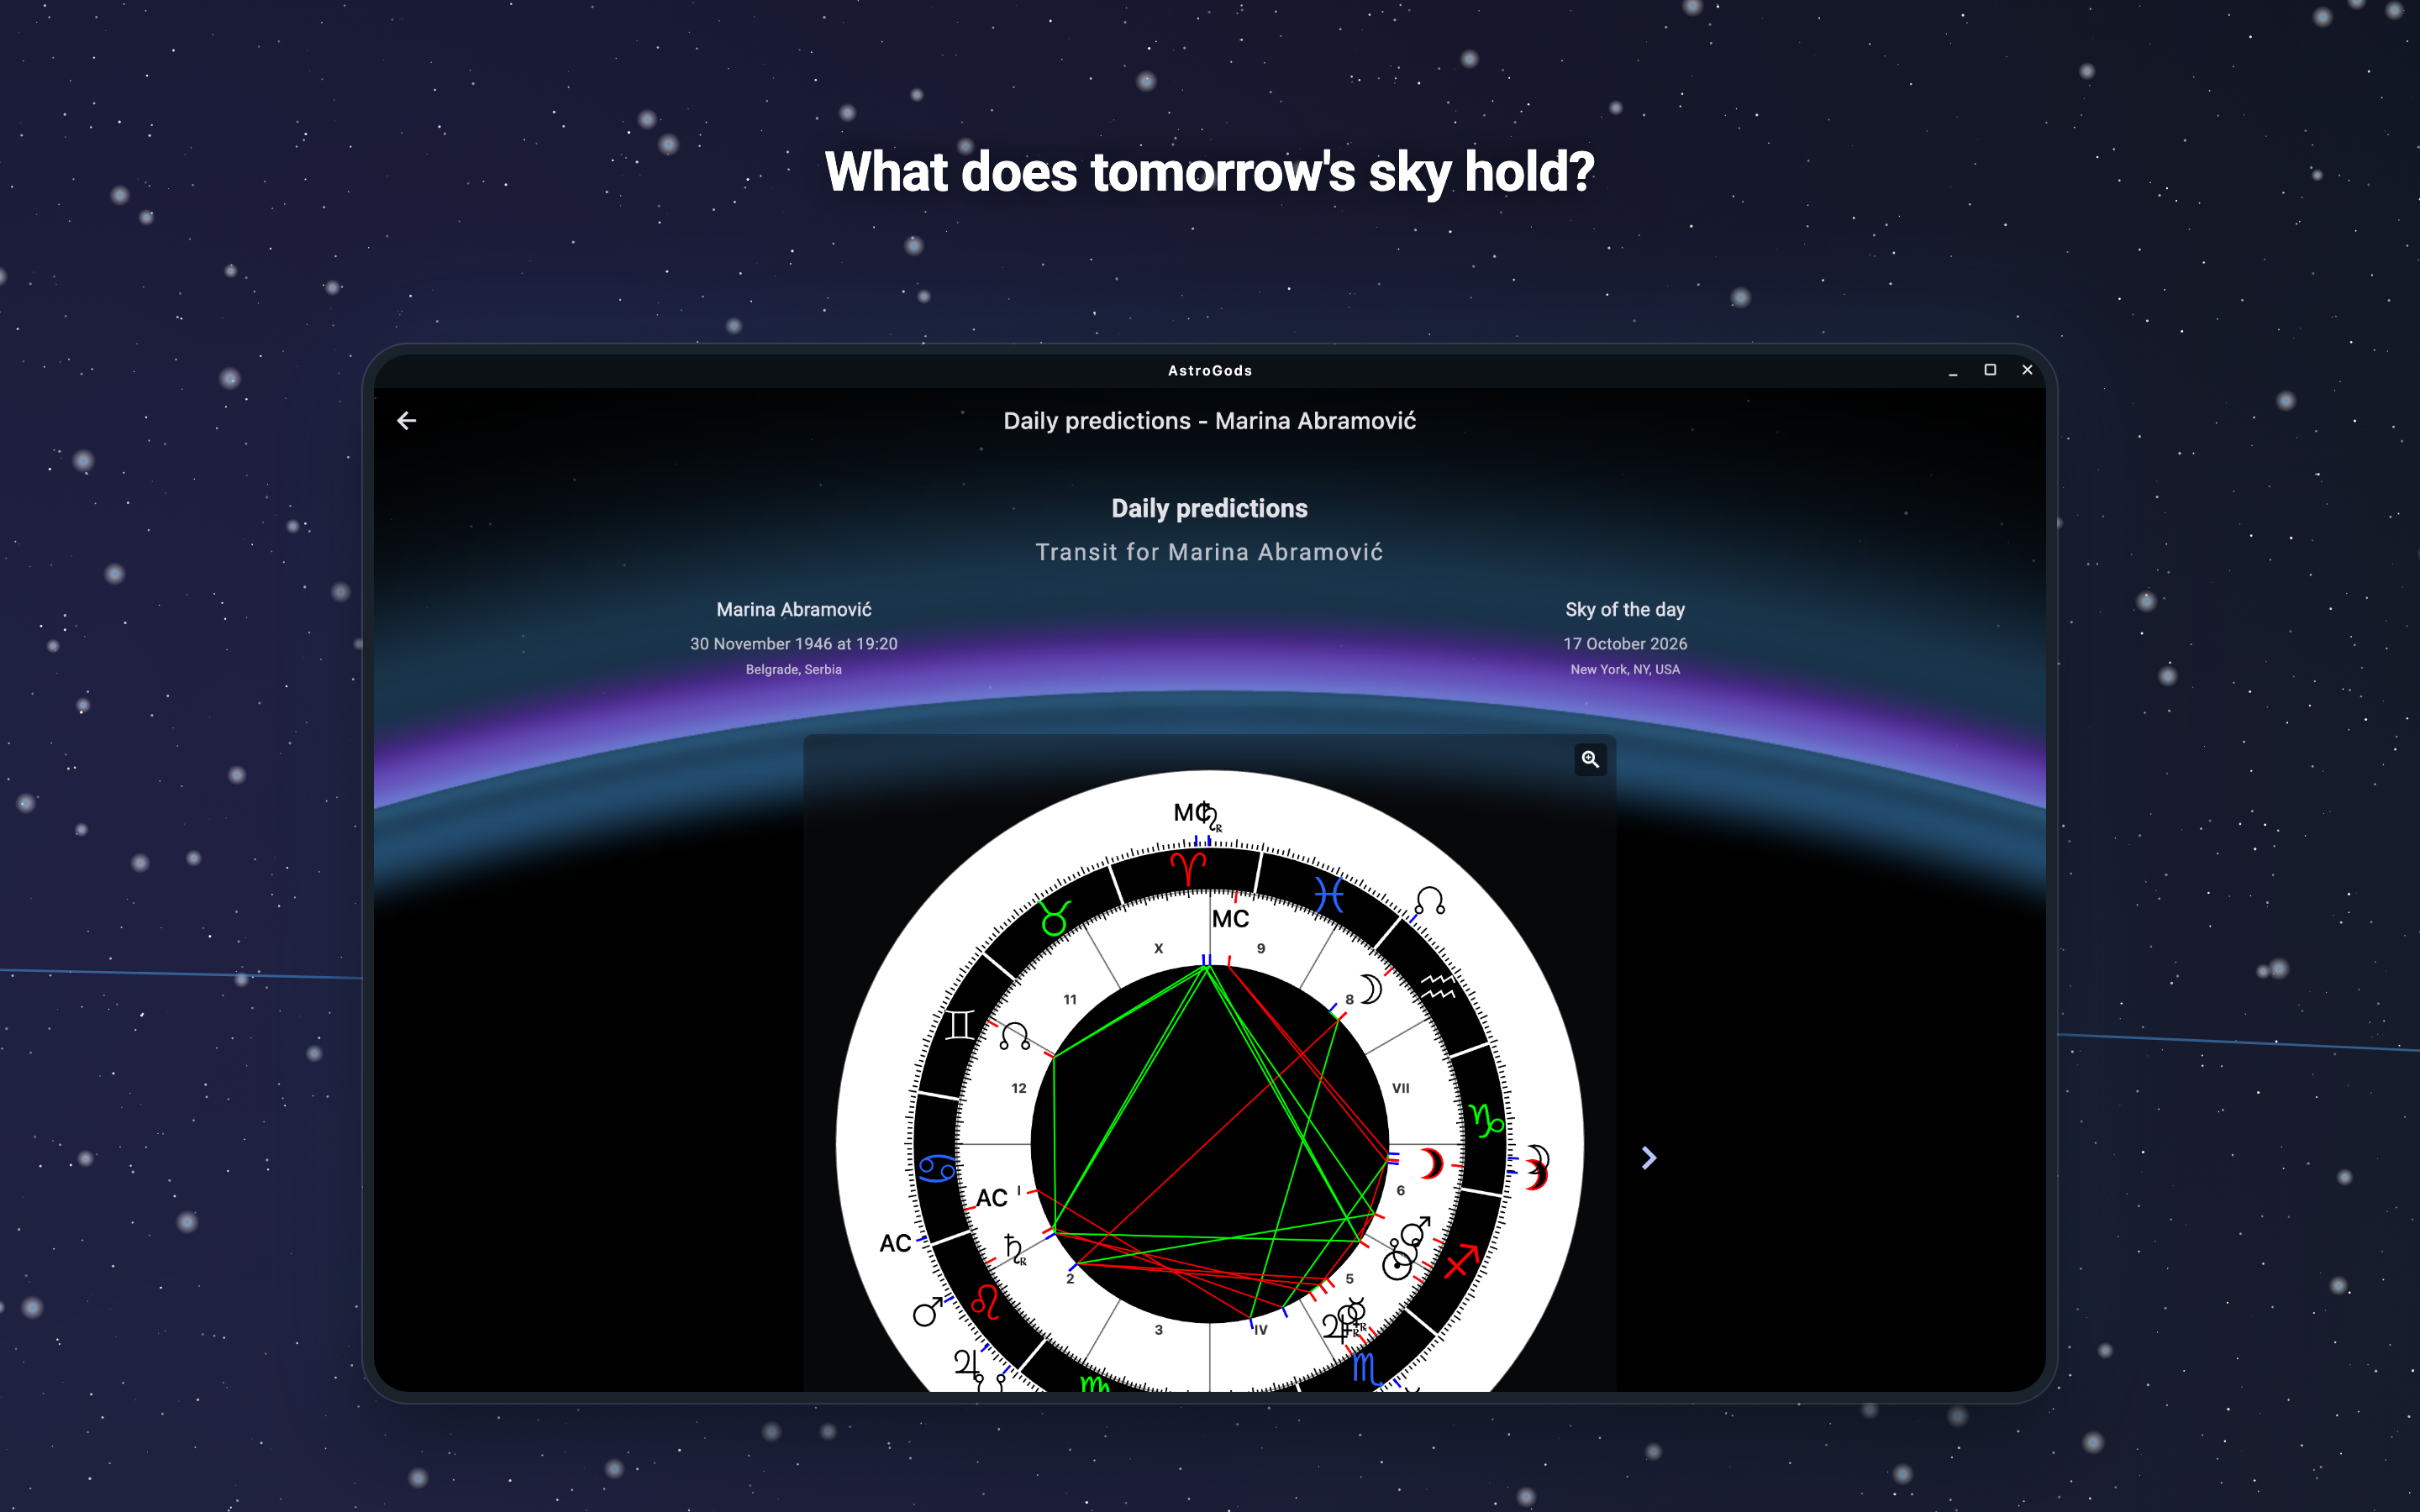 What does tomorrow's sky hold?
AstroGods
Daily predictions - Marina Abramović
Daily predictions
Transit for Marina Abramović
Marina Abramović
30 November 1946 at 19:20
Belgrade, Serbia
Sky of the day
17 October 2026
New York, NY, USA
MC
R
MC
X
9
11
8
12
VII
AC
I
6
AC
R
2
5
3
IV
R
R